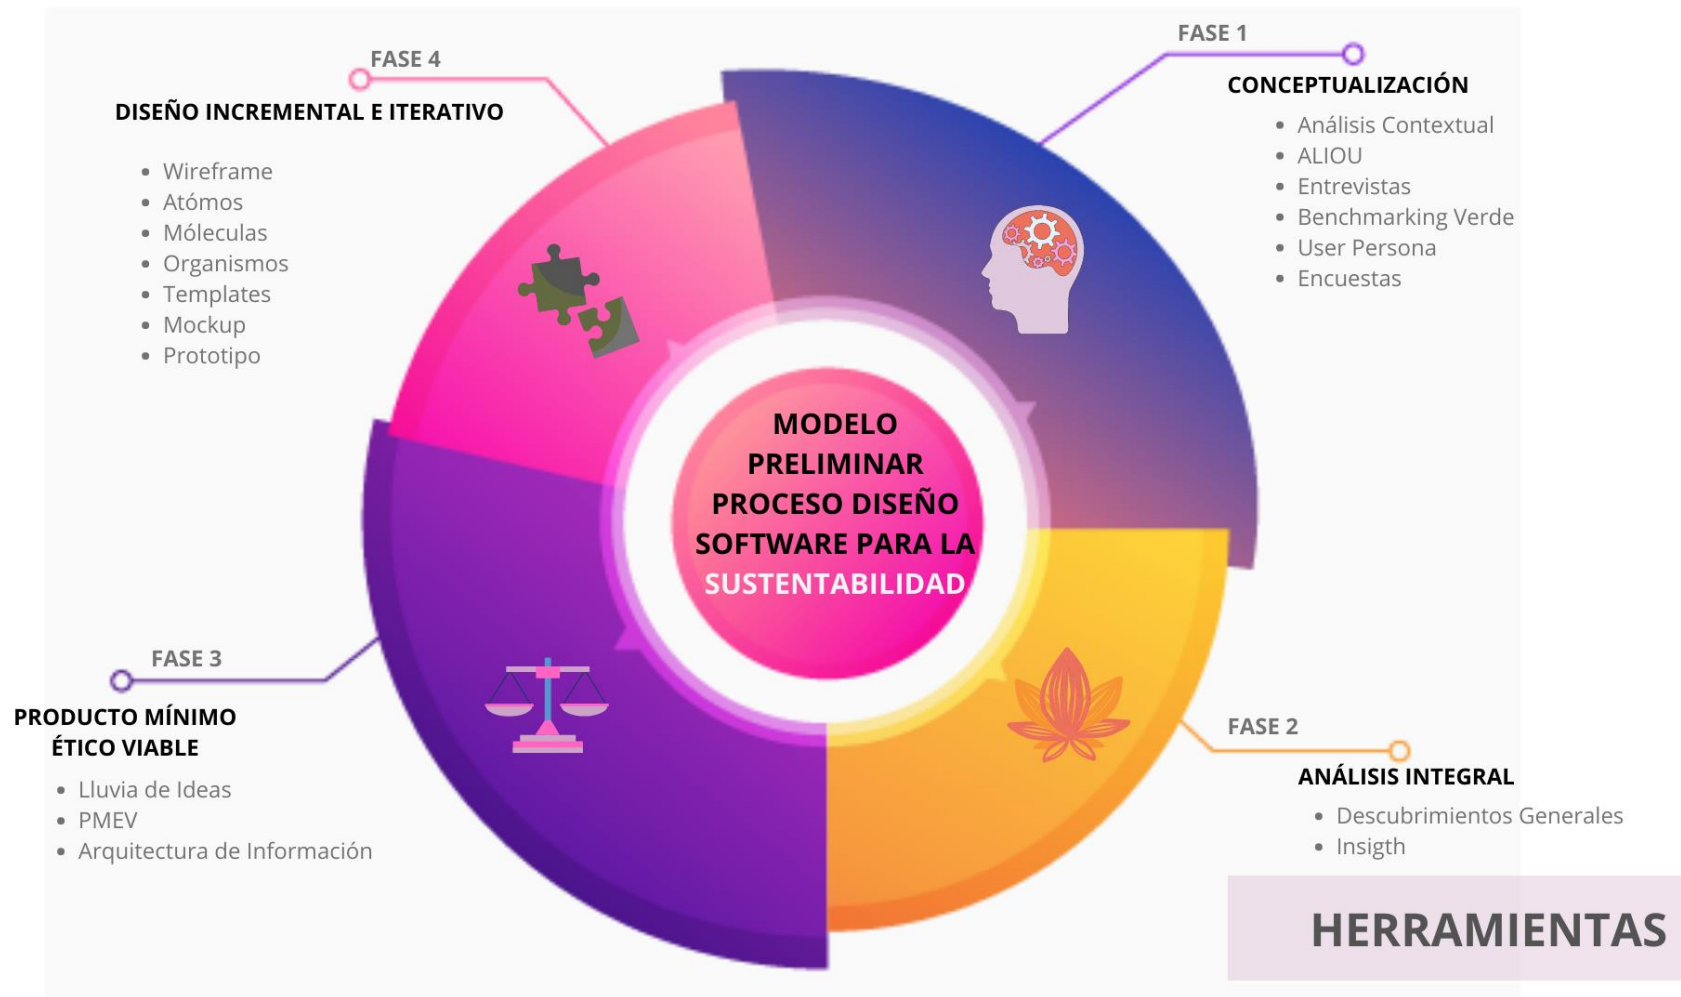 FASE 1
CONCEPTUALIZACIÓN
• Análisis Contextual
• ALIOU
• Entrevistas
• Benchmarking Verde
• User Persona
• Encuestas
FASE 4
DISEÑO INCREMENTAL E ITERATIVO
• Wireframe
• Atómos
• Móleculas
• Organismos
• Templates
• Mockup
• Prototipo
MODELO
PRELIMINAR
PROCESO DISEÑO
SOFTWARE PARA LA
SUSTENTABILIDAD
FASE 3
PRODUCTO MÍNIMO
ÉTICO VIABLE
• Lluvia de Ideas
• PMEV
• Arquitectura de Información
FASE 2
ANÁLISIS INTEGRAL
• Descubrimientos Generales
• Insigth
HERRAMIENTAS